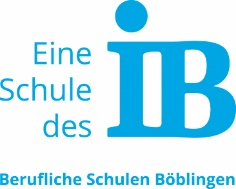 Eine
Schule
des
iB
Berufliche Schulen Böblingen